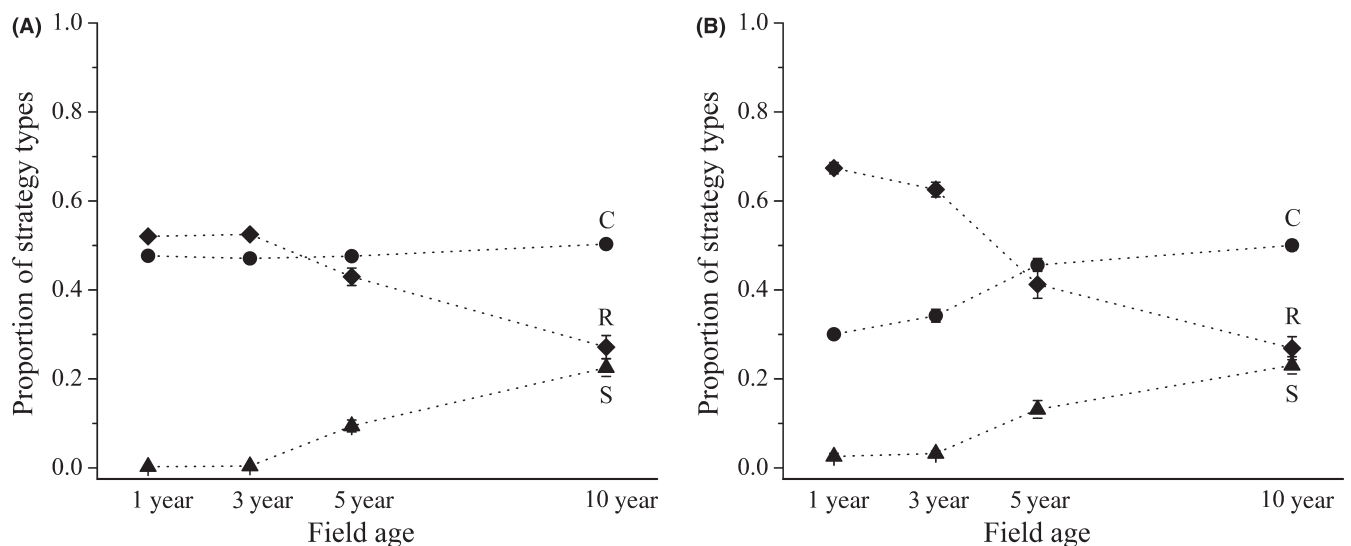 (A)
Proportion of strategy types
1.0
0.8
0.6
0.4
0.2
0.0
C
R
S
1 year 3 year 5 year 10 year
Field age
(B)
Proportion of strategy types
1.0
0.8
0.6
0.4
0.2
0.0
C
R
S
1 year 3 year 5 year 10 year
Field age